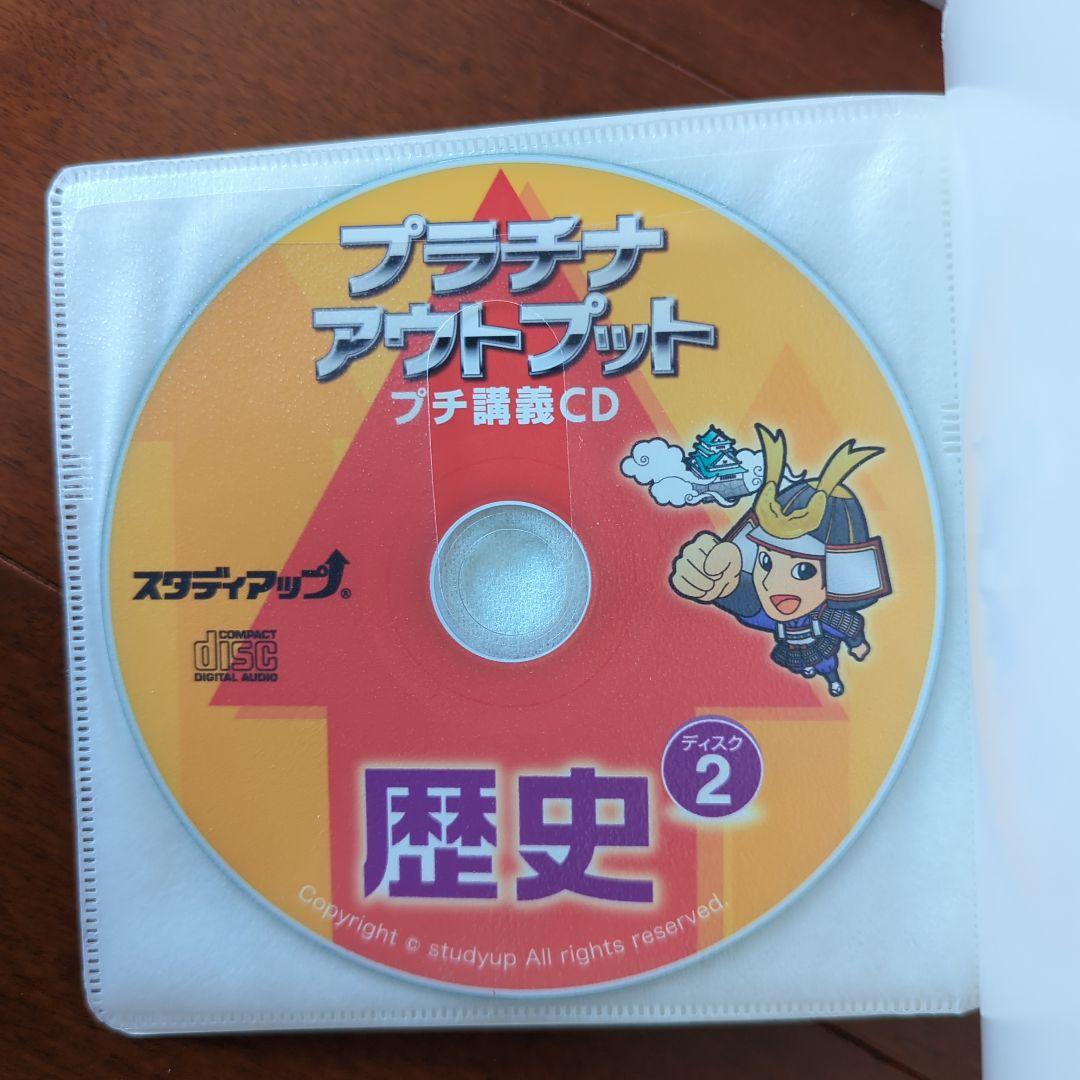 プラチナ
アウトプット
プチ講義CD
スタディアップ®
COMPACT
disc
DIGITAL AUDIO
ディスク
2
歴史
Copyright © studyup All rights reserved.